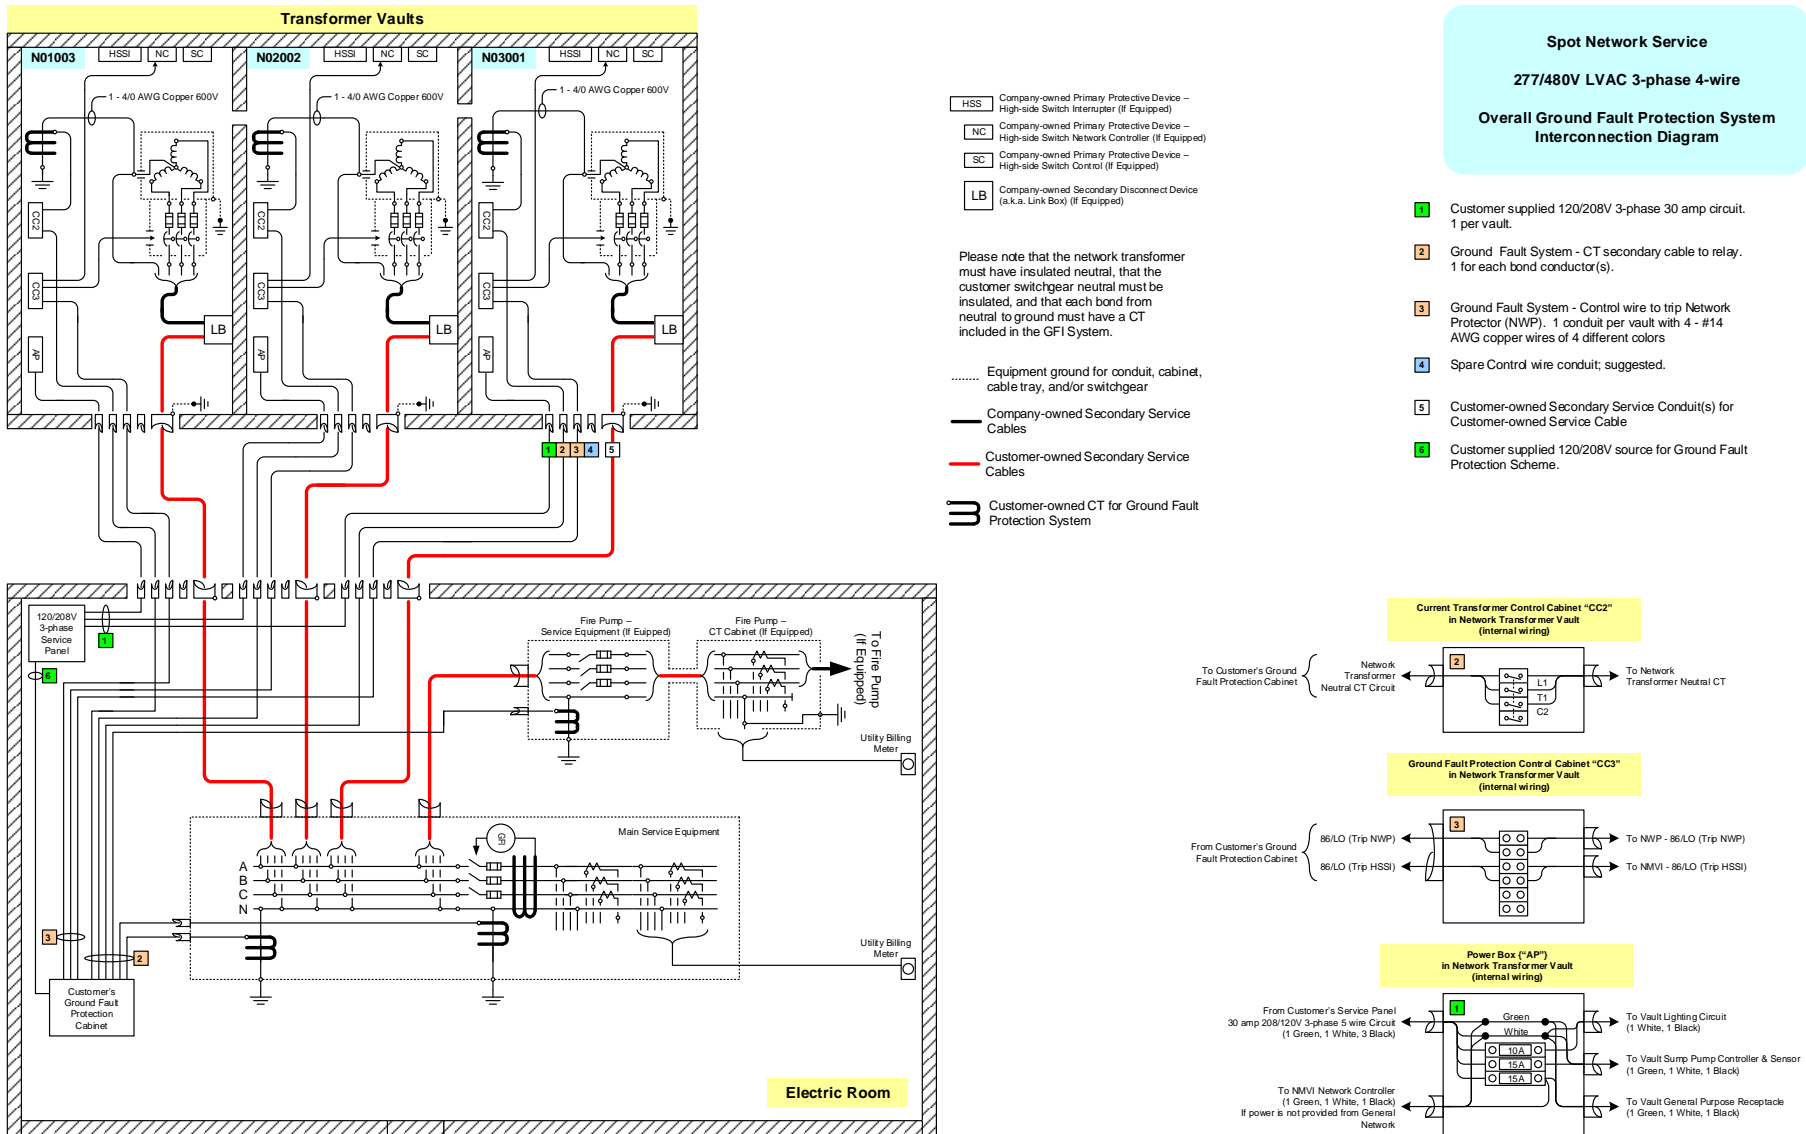 Transformer Vaults
N01003
HSSI
NC
SC
N02002
HSSI
NC
SC
N03001
HSSI
NC
SC
1 - 4/0 AWG Copper 600V
1 - 4/0 AWG Copper 600V
1 - 4/0 AWG Copper 600V
CC2
CC3
AP
LB
CC2
CC3
AP
LB
CC2
CC3
AP
LB
1
2
3
4
5
HSS
Company-owned Primary Protective Device –
High-side Switch Interrupter (If Equipped)
NC
Company-owned Primary Protective Device –
High-side Switch Network Controller (If Equipped)
SC
Company-owned Primary Protective Device –
High-side Switch Control (If Equipped)
LB
Company-owned Secondary Disconnect Device
(a.k.a. Link Box) (If Equipped)
Please note that the network transformer
must have insulated neutral, that the
customer switchgear neutral must be
insulated, and that each bond from
neutral to ground must have a CT
included in the GFI System.
Equipment ground for conduit, cabinet,
cable tray, and/or switchgear
Company-owned Secondary Service
Cables
Customer-owned Secondary Service
Cables
Customer-owned CT for Ground Fault
Protection System
Spot Network Service
277/480V LVAC 3-phase 4-wire
Overall Ground Fault Protection System
Interconnection Diagram
1
Customer supplied 120/208V 3-phase 30 amp circuit.
1 per vault.
2
Ground Fault System - CT secondary cable to relay.
1 for each bond conductor(s).
3
Ground Fault System - Control wire to trip Network
Protector (NWP). 1 conduit per vault with 4 - #14
AWG copper wires of 4 different colors
4
Spare Control wire conduit; suggested.
5
Customer-owned Secondary Service Conduit(s) for
Customer-owned Service Cable
6
Customer supplied 120/208V source for Ground Fault
Protection Scheme.
120/208V
3-phase
Service
Panel
1
6
Fire Pump –
Service Equipment (If Euipped)
Fire Pump –
CT Cabinet (If Equipped)
To Fire Pump
(If Equipped)
Utility Billing
Meter
Main Service Equipment
GFI
A
B
C
N
3
2
Utility Billing
Meter
Customer's
Ground Fault
Protection
Cabinet
Electric Room
Current Transformer Control Cabinet “CC2”
in Network Transformer Vault
(internal wiring)
2
To Customer's Ground
Fault Protection Cabinet
Network
Transformer
Neutral CT Circuit
L1
T1
C2
To Network
Transformer Neutral CT
Ground Fault Protection Control Cabinet “CC3”
in Network Transformer Vault
(internal wiring)
3
From Customer's Ground
Fault Protection Cabinet
86/LO (Trip NWP)
86/LO (Trip HSSI)
To NWP - 86/LO (Trip NWP)
To NMVI - 86/LO (Trip HSSI)
Power Box {“AP”}
in Network Transformer Vault
(internal wiring)
1
From Customer's Service Panel
30 amp 208/120V 3-phase 5 wire Circuit
(1 Green, 1 White, 3 Black)
Green
White
10A
15A
15A
To Vault Lighting Circuit
(1 White, 1 Black)
To Vault Sump Pump Controller & Sensor
(1 Green, 1 White, 1 Black)
To NMVI Network Controller
(1 Green, 1 White, 1 Black)
If power is not provided from General
Network
To Vault General Purpose Receptacle
(1 Green, 1 White, 1 Black)